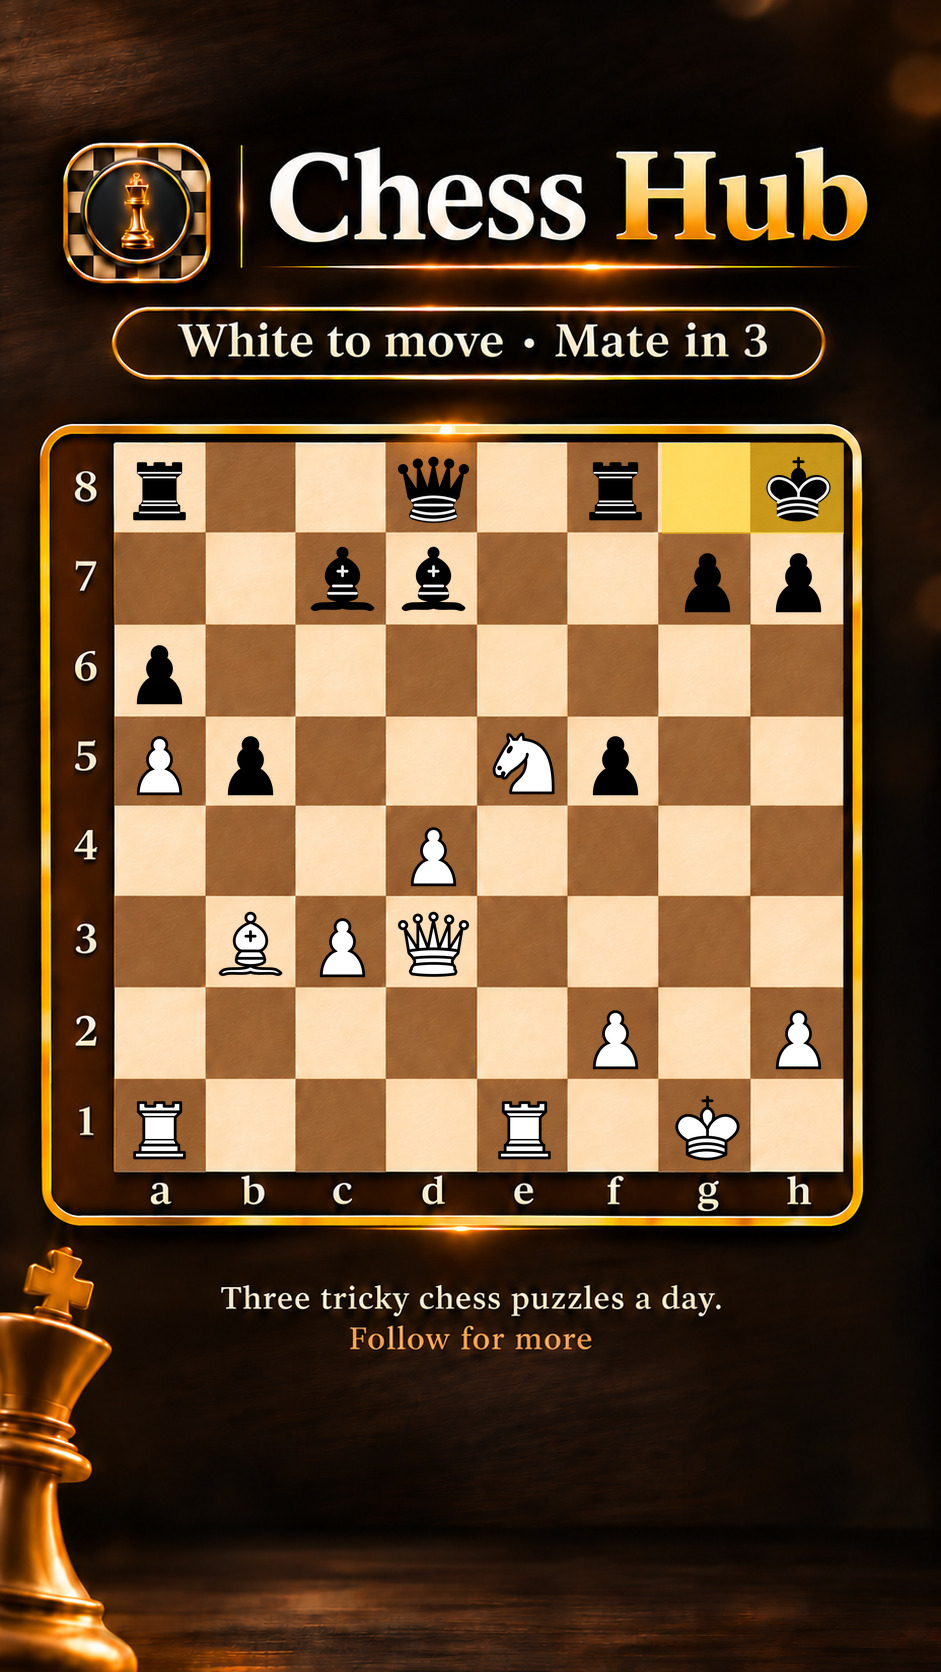 Chess Hub
White to move • Mate in 3
8
7
6
5
4
3
2
1
a b c d e f g h
Three tricky chess puzzles a day.
Follow for more